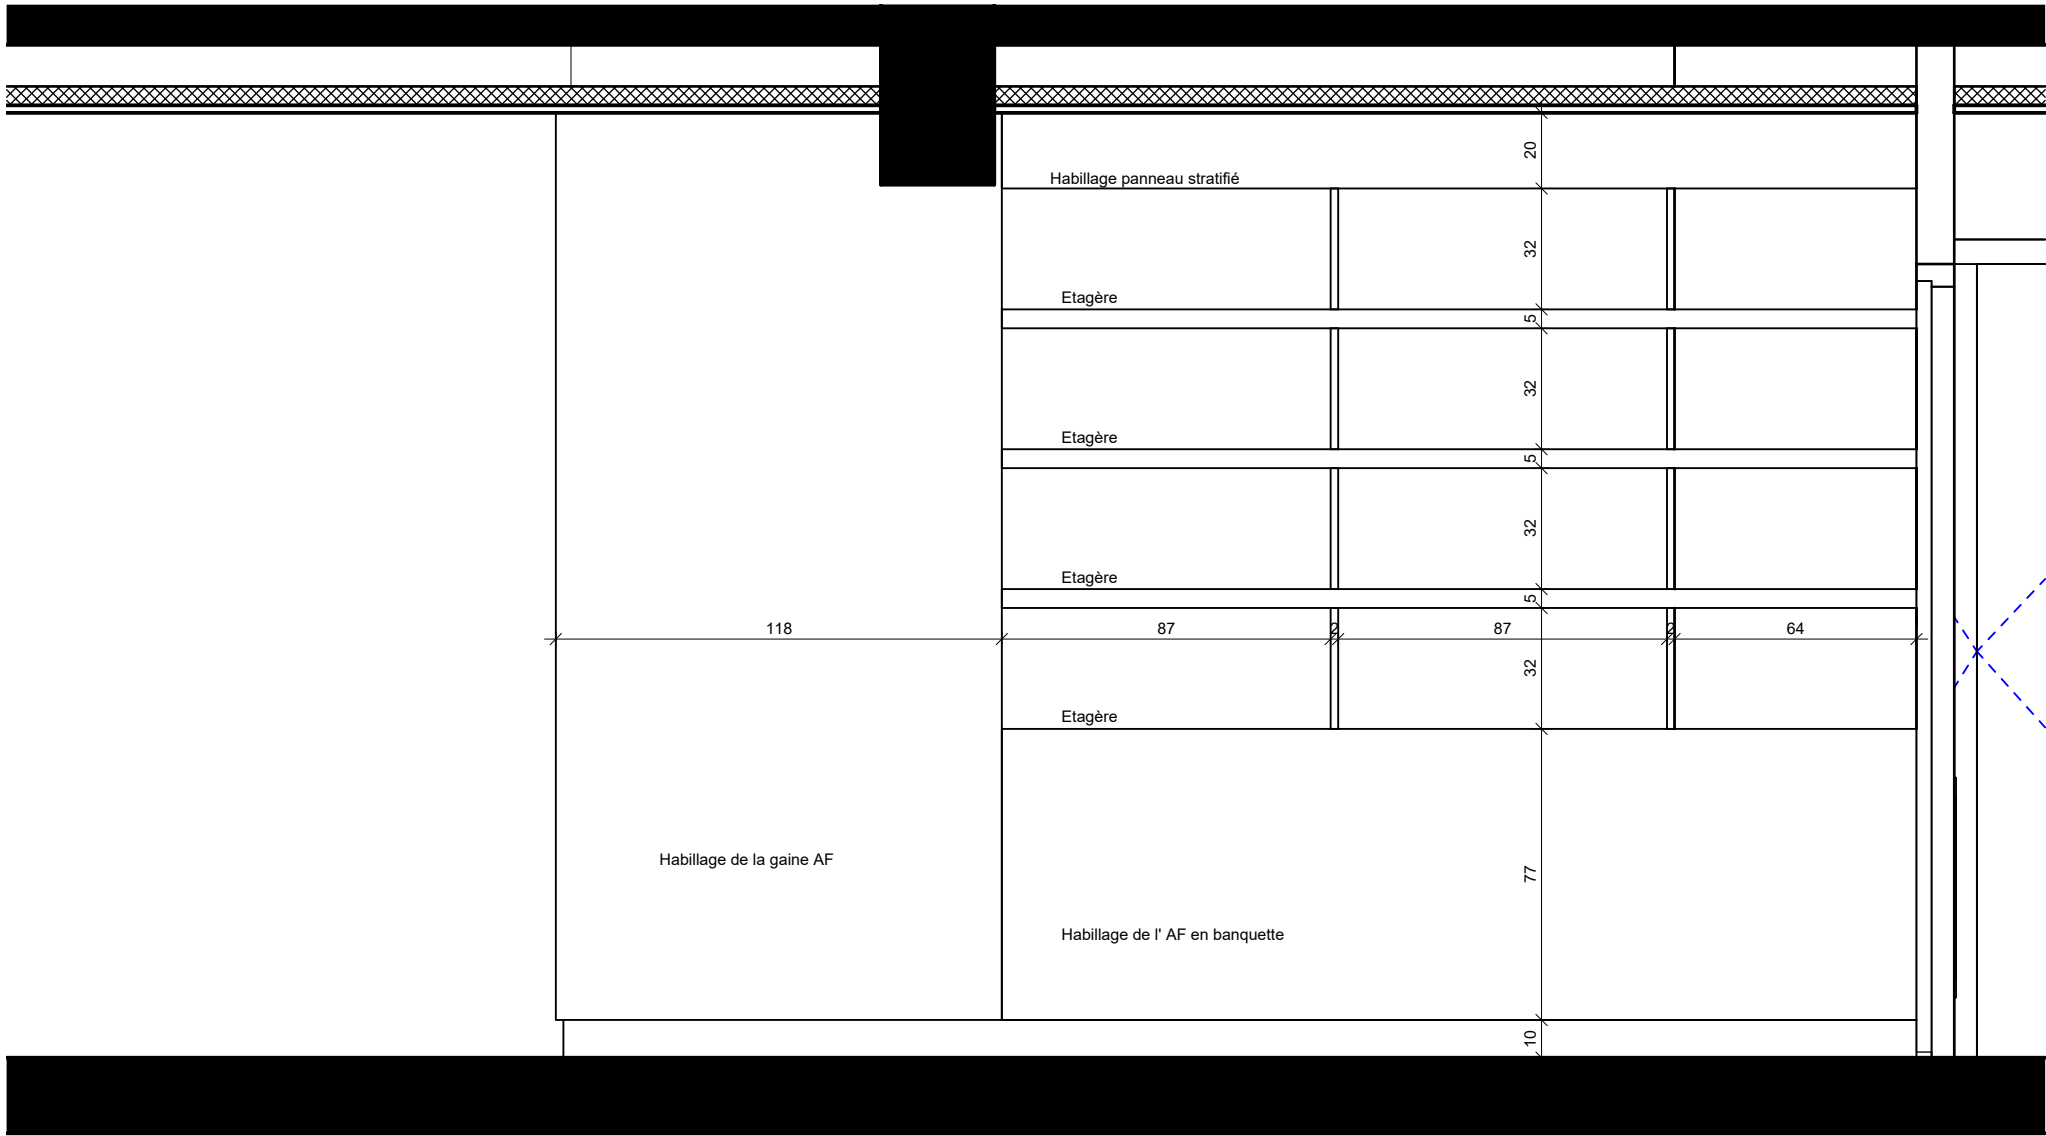 20
Habillage panneau stratifié
32
Etagère
5
32
Etagère
5
32
Etagère
5
118 87 2 87 2 64
32
Etagère
Habillage de la gaine AF
77
Habillage de l' AF en banquette
10